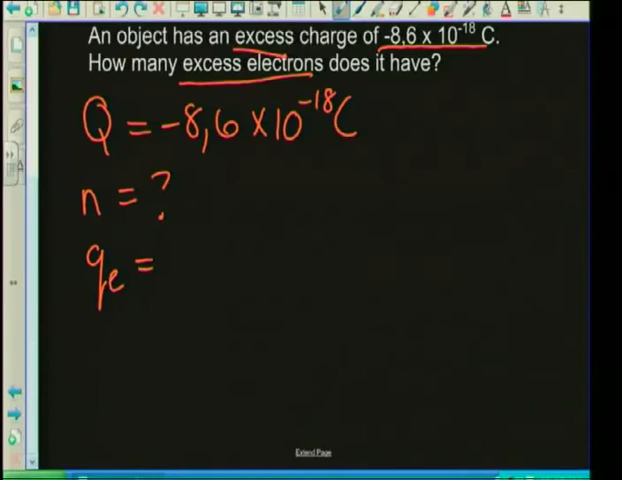 An object has an excess charge of -8,6 x 10⁻¹⁸ C.
How many excess electrons does it have?
Q = -8,6 × 10⁻¹⁸ C
n = ?
qₑ =
Extend Page